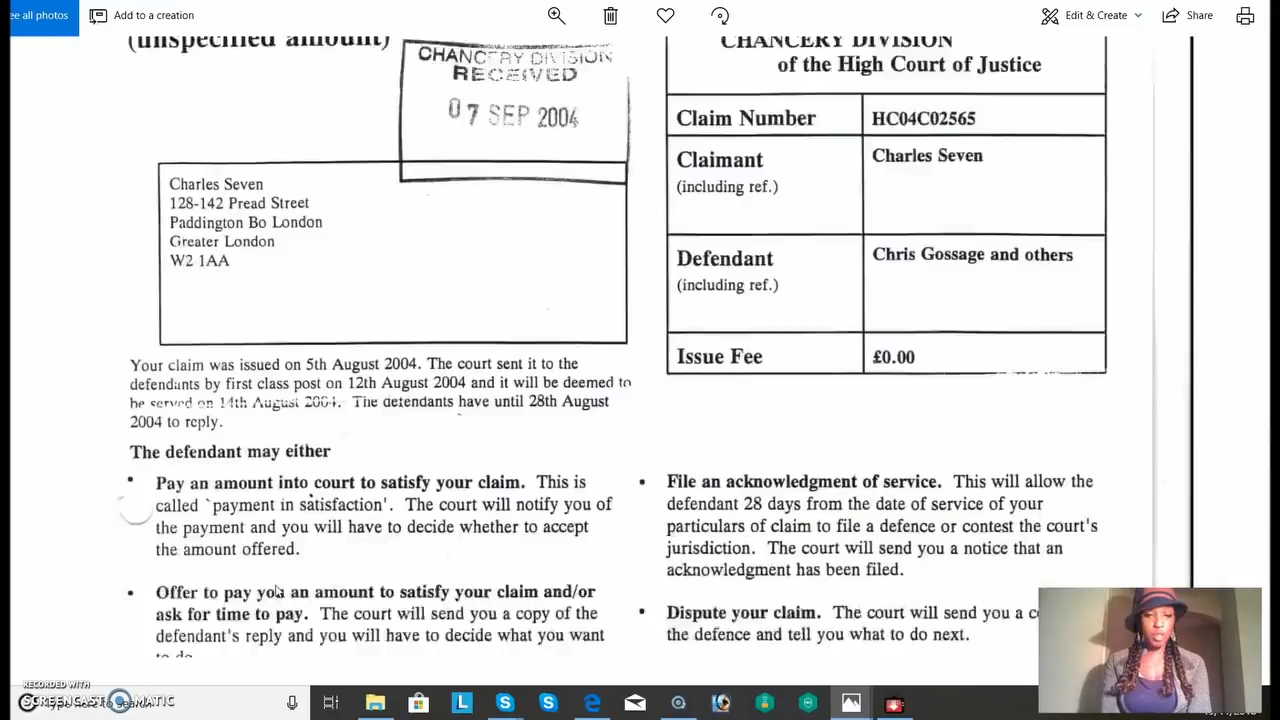 ee all photos
Add to a creation
Edit & Create
Share
(unspecified amount)
CHANCERY DIVISION
RECEIVED
07 SEP 2004
CHANCERY DIVISION
of the High Court of Justice
Claim Number
HC04C02565
Claimant
(including ref.)
Charles Seven
Defendant
(including ref.)
Chris Gossage and others
Issue Fee
£0.00
Charles Seven
128-142 Pread Street
Paddington Bo London
Greater London
W2 1AA
Your claim was issued on 5th August 2004. The court sent it to the
defendants by first class post on 12th August 2004 and it will be deemed to
be served on 14th August 2004. The defendants have until 28th August
2004 to reply.
The defendant may either
• Pay an amount into court to satisfy your claim. This is
called `payment in satisfaction'. The court will notify you of
the payment and you will have to decide whether to accept
the amount offered.
• Offer to pay you an amount to satisfy your claim and/or
ask for time to pay. The court will send you a copy of the
defendant's reply and you will have to decide what you want
to do
• File an acknowledgment of service. This will allow the
defendant 28 days from the date of service of your
particulars of claim to file a defence or contest the court's
jurisdiction. The court will send you a notice that an
acknowledgment has been filed.
• Dispute your claim. The court will send you a c
the defence and tell you what to do next.
RECORDED WITH
SCREENCAST MATIC